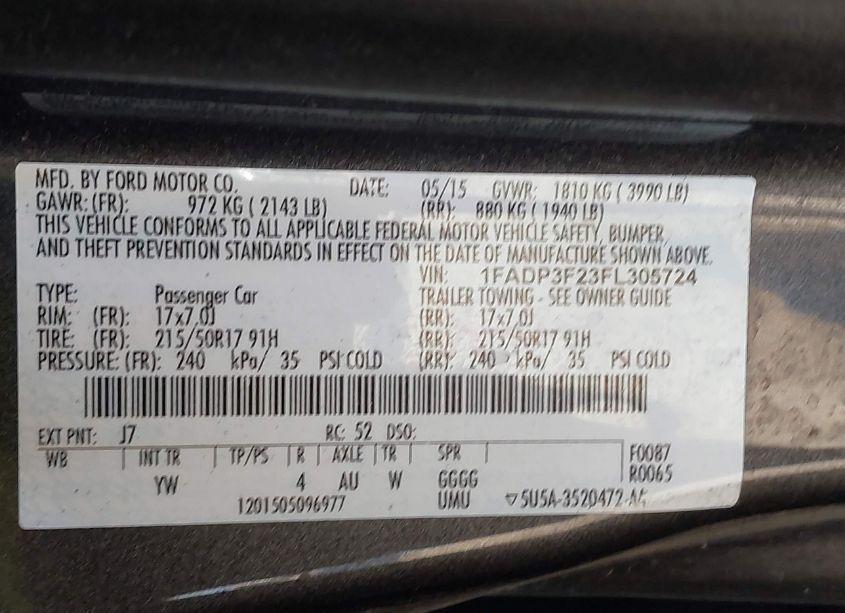 MFD. BY FORD MOTOR CO. DATE: 05/15 GVWR: 1810 KG ( 3990 LB)
GAWR: (FR): 972 KG ( 2143 LB) (RR): 880 KG ( 1940 LB)
THIS VEHICLE CONFORMS TO ALL APPLICABLE FEDERAL MOTOR VEHICLE SAFETY, BUMPER,
AND THEFT PREVENTION STANDARDS IN EFFECT ON THE DATE OF MANUFACTURE SHOWN ABOVE.
VIN: 1FADP3F23FL305724
TYPE: Passenger Car TRAILER TOWING - SEE OWNER GUIDE
RIM: (FR): 17x7.0J (RR): 17x7.0J
TIRE: (FR): 215/50R17 91H (RR): 215/50R17 91H
PRESSURE: (FR): 240 kPa/ 35 PSI COLD (RR): 240 kPa/ 35 PSI COLD
EXT PNT: J7 RC: 52 DSO:
WB INT TR TP/PS R AXLE TR SPR F0087
YW 4 AU W GGGG R0065
1201505096977 UMU 5U5A-3520472-